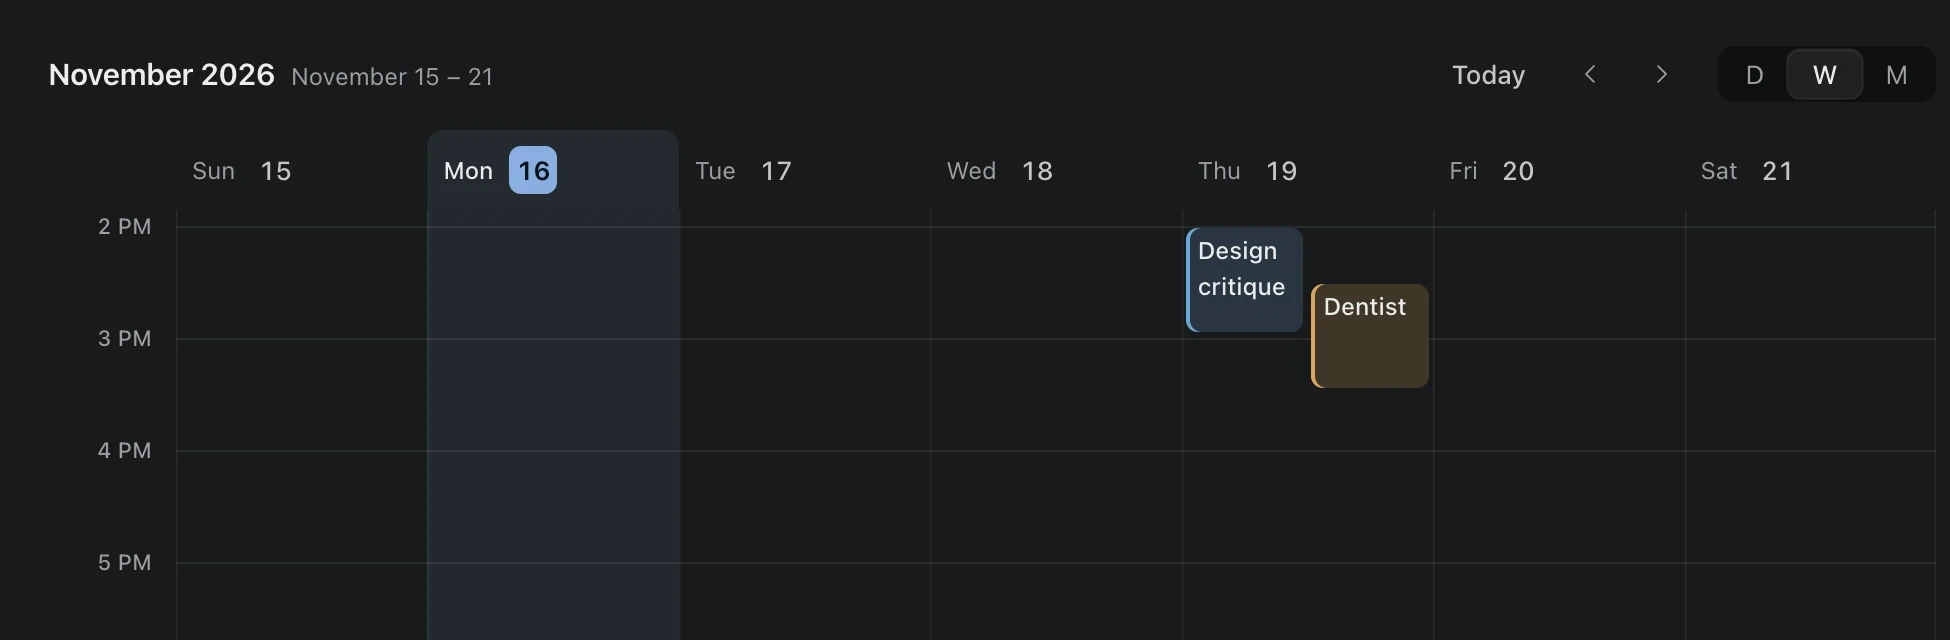 November 2026 November 15 – 21
Today D W M
Sun 15 Mon 16 Tue 17 Wed 18 Thu 19 Fri 20 Sat 21
2 PM
Design
critique
Dentist
3 PM
4 PM
5 PM